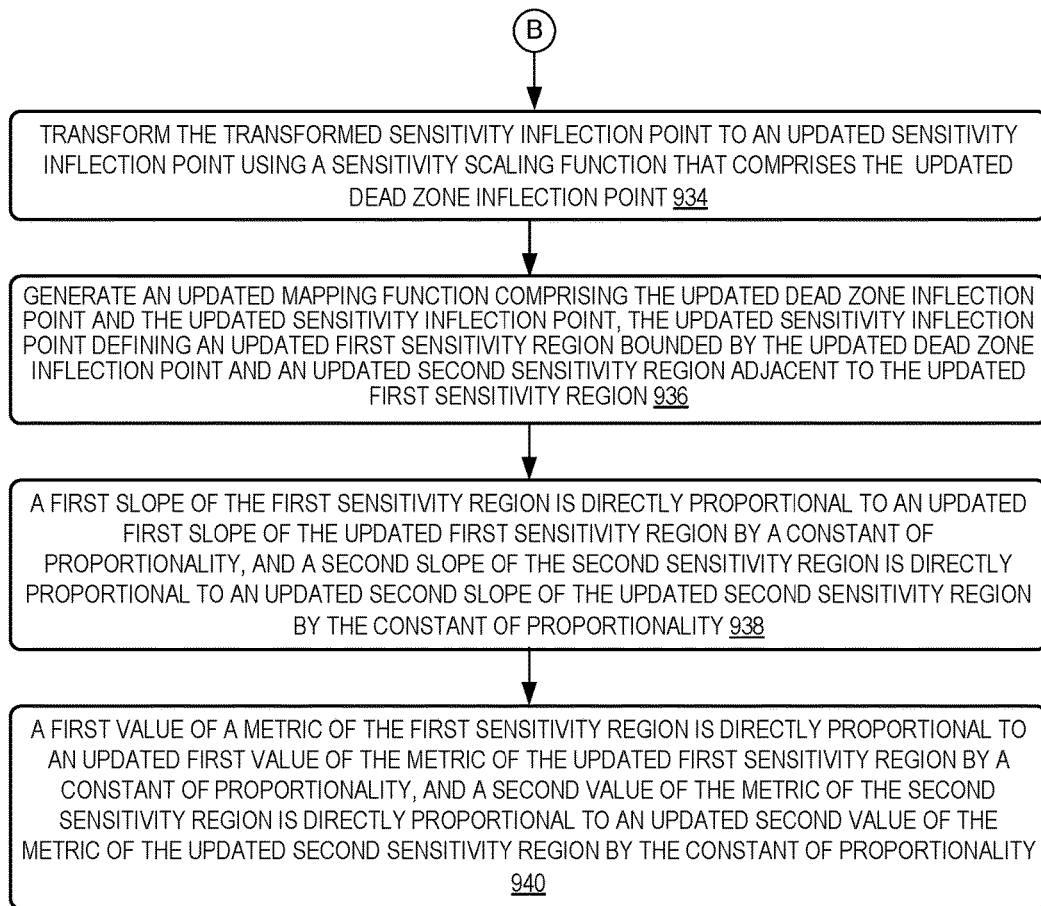 B
TRANSFORM THE TRANSFORMED SENSITIVITY INFLECTION POINT TO AN UPDATED SENSITIVITY
INFLECTION POINT USING A SENSITIVITY SCALING FUNCTION THAT COMPRISES THE UPDATED
DEAD ZONE INFLECTION POINT 934
GENERATE AN UPDATED MAPPING FUNCTION COMPRISING THE UPDATED DEAD ZONE INFLECTION
POINT AND THE UPDATED SENSITIVITY INFLECTION POINT, THE UPDATED SENSITIVITY INFLECTION
POINT DEFINING AN UPDATED FIRST SENSITIVITY REGION BOUNDED BY THE UPDATED DEAD ZONE
INFLECTION POINT AND AN UPDATED SECOND SENSITIVITY REGION ADJACENT TO THE UPDATED
FIRST SENSITIVITY REGION 936
A FIRST SLOPE OF THE FIRST SENSITIVITY REGION IS DIRECTLY PROPORTIONAL TO AN UPDATED
FIRST SLOPE OF THE UPDATED FIRST SENSITIVITY REGION BY A CONSTANT OF
PROPORTIONALITY, AND A SECOND SLOPE OF THE SECOND SENSITIVITY REGION IS DIRECTLY
PROPORTIONAL TO AN UPDATED SECOND SLOPE OF THE UPDATED SECOND SENSITIVITY REGION
BY THE CONSTANT OF PROPORTIONALITY 938
A FIRST VALUE OF A METRIC OF THE FIRST SENSITIVITY REGION IS DIRECTLY PROPORTIONAL TO
AN UPDATED FIRST VALUE OF THE METRIC OF THE UPDATED FIRST SENSITIVITY REGION BY A
CONSTANT OF PROPORTIONALITY, AND A SECOND VALUE OF THE METRIC OF THE SECOND
SENSITIVITY REGION IS DIRECTLY PROPORTIONAL TO AN UPDATED SECOND VALUE OF THE
METRIC OF THE UPDATED SECOND SENSITIVITY REGION BY THE CONSTANT OF PROPORTIONALITY
940